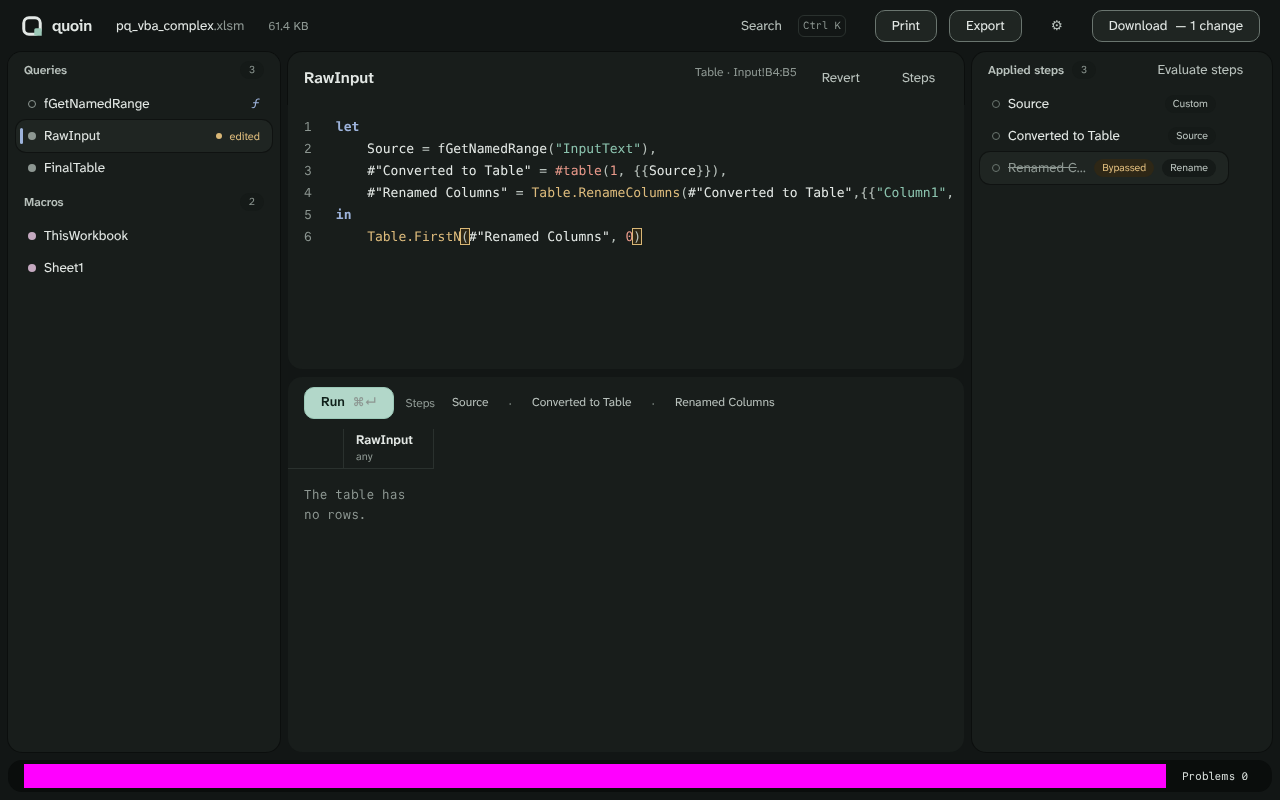 quoin
pq_vba_complex.xlsm
61.4 KB
Search
Ctrl K
Print
Export
Download — 1 change
Queries
3
fGetNamedRange
RawInput
edited
FinalTable
Macros
2
ThisWorkbook
Sheet1
RawInput
Table · Input!B4:B5
Revert
Steps
1 let
2 Source = fGetNamedRange("InputText"),
3 #"Converted to Table" = #table(1, {{Source}}),
4 #"Renamed Columns" = Table.RenameColumns(#"Converted to Table",{{"Column1",
5 in
6 Table.FirstN(#"Renamed Columns", 0)
Run ⌘↵
Steps
Source · Converted to Table · Renamed Columns
RawInput
any
The table has
no rows.
Applied steps
3
Evaluate steps
Source
Custom
Converted to Table
Source
Renamed C...
Bypassed
Rename
Problems 0